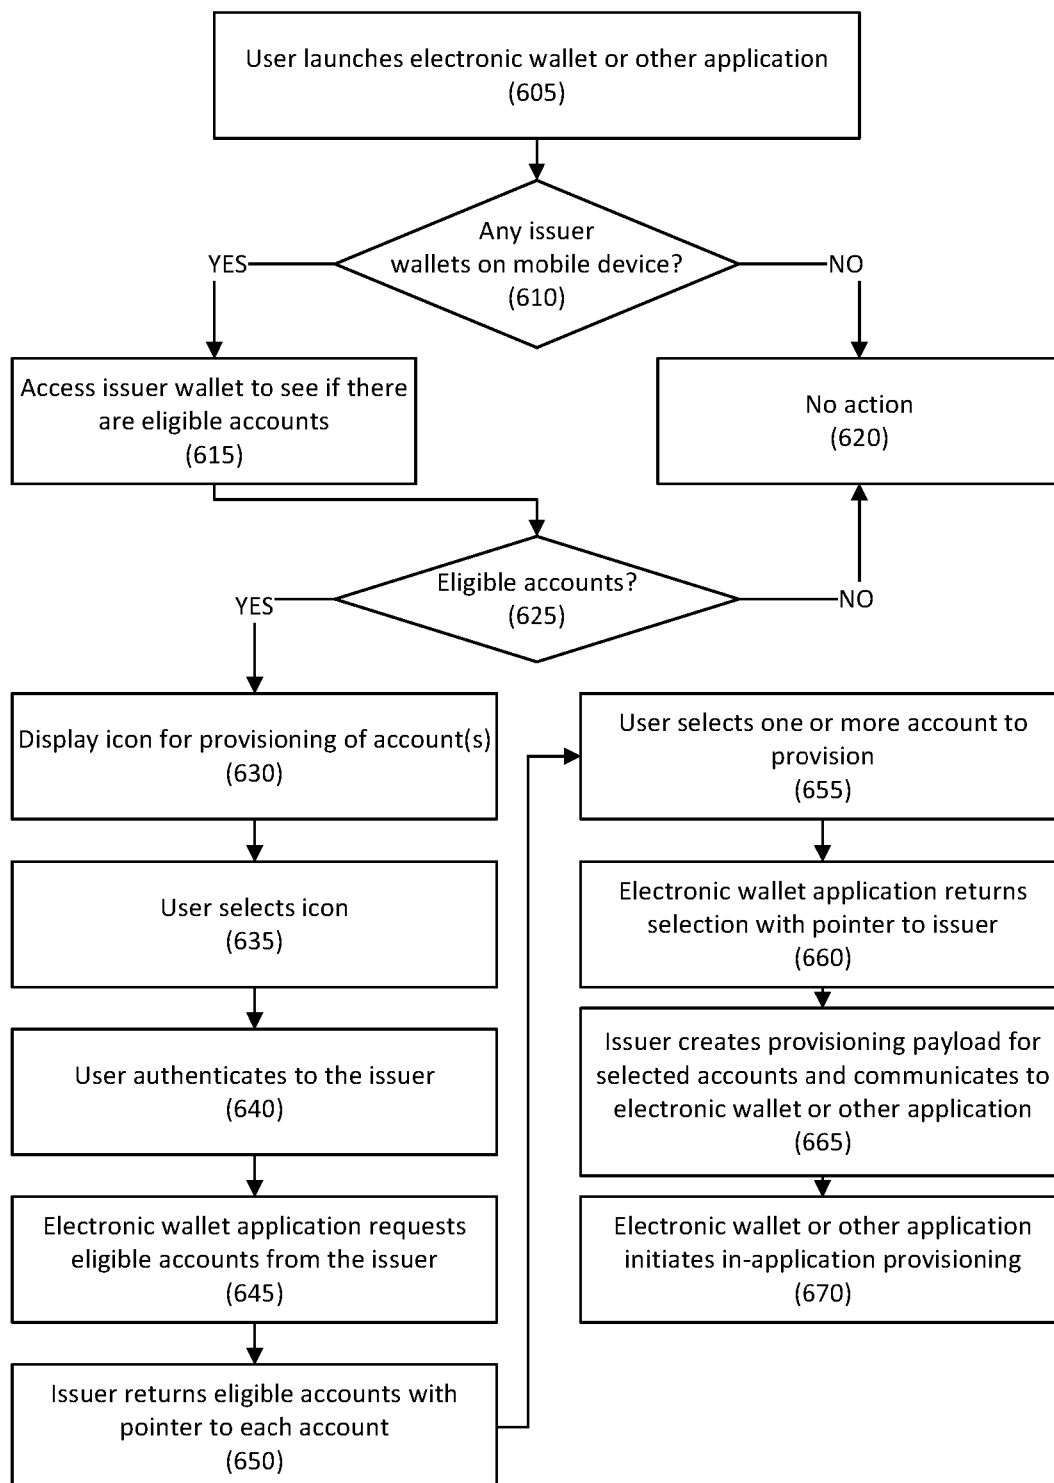 User launches electronic wallet or other application
(605)
Any issuer
wallets on mobile device?
(610)
YES
NO
Access issuer wallet to see if there
are eligible accounts
(615)
No action
(620)
Eligible accounts?
(625)
YES
NO
Display icon for provisioning of account(s)
(630)
User selects icon
(635)
User authenticates to the issuer
(640)
Electronic wallet application requests
eligible accounts from the issuer
(645)
Issuer returns eligible accounts with
pointer to each account
(650)
User selects one or more account to
provision
(655)
Electronic wallet application returns
selection with pointer to issuer
(660)
Issuer creates provisioning payload for
selected accounts and communicates to
electronic wallet or other application
(665)
Electronic wallet or other application
initiates in-application provisioning
(670)